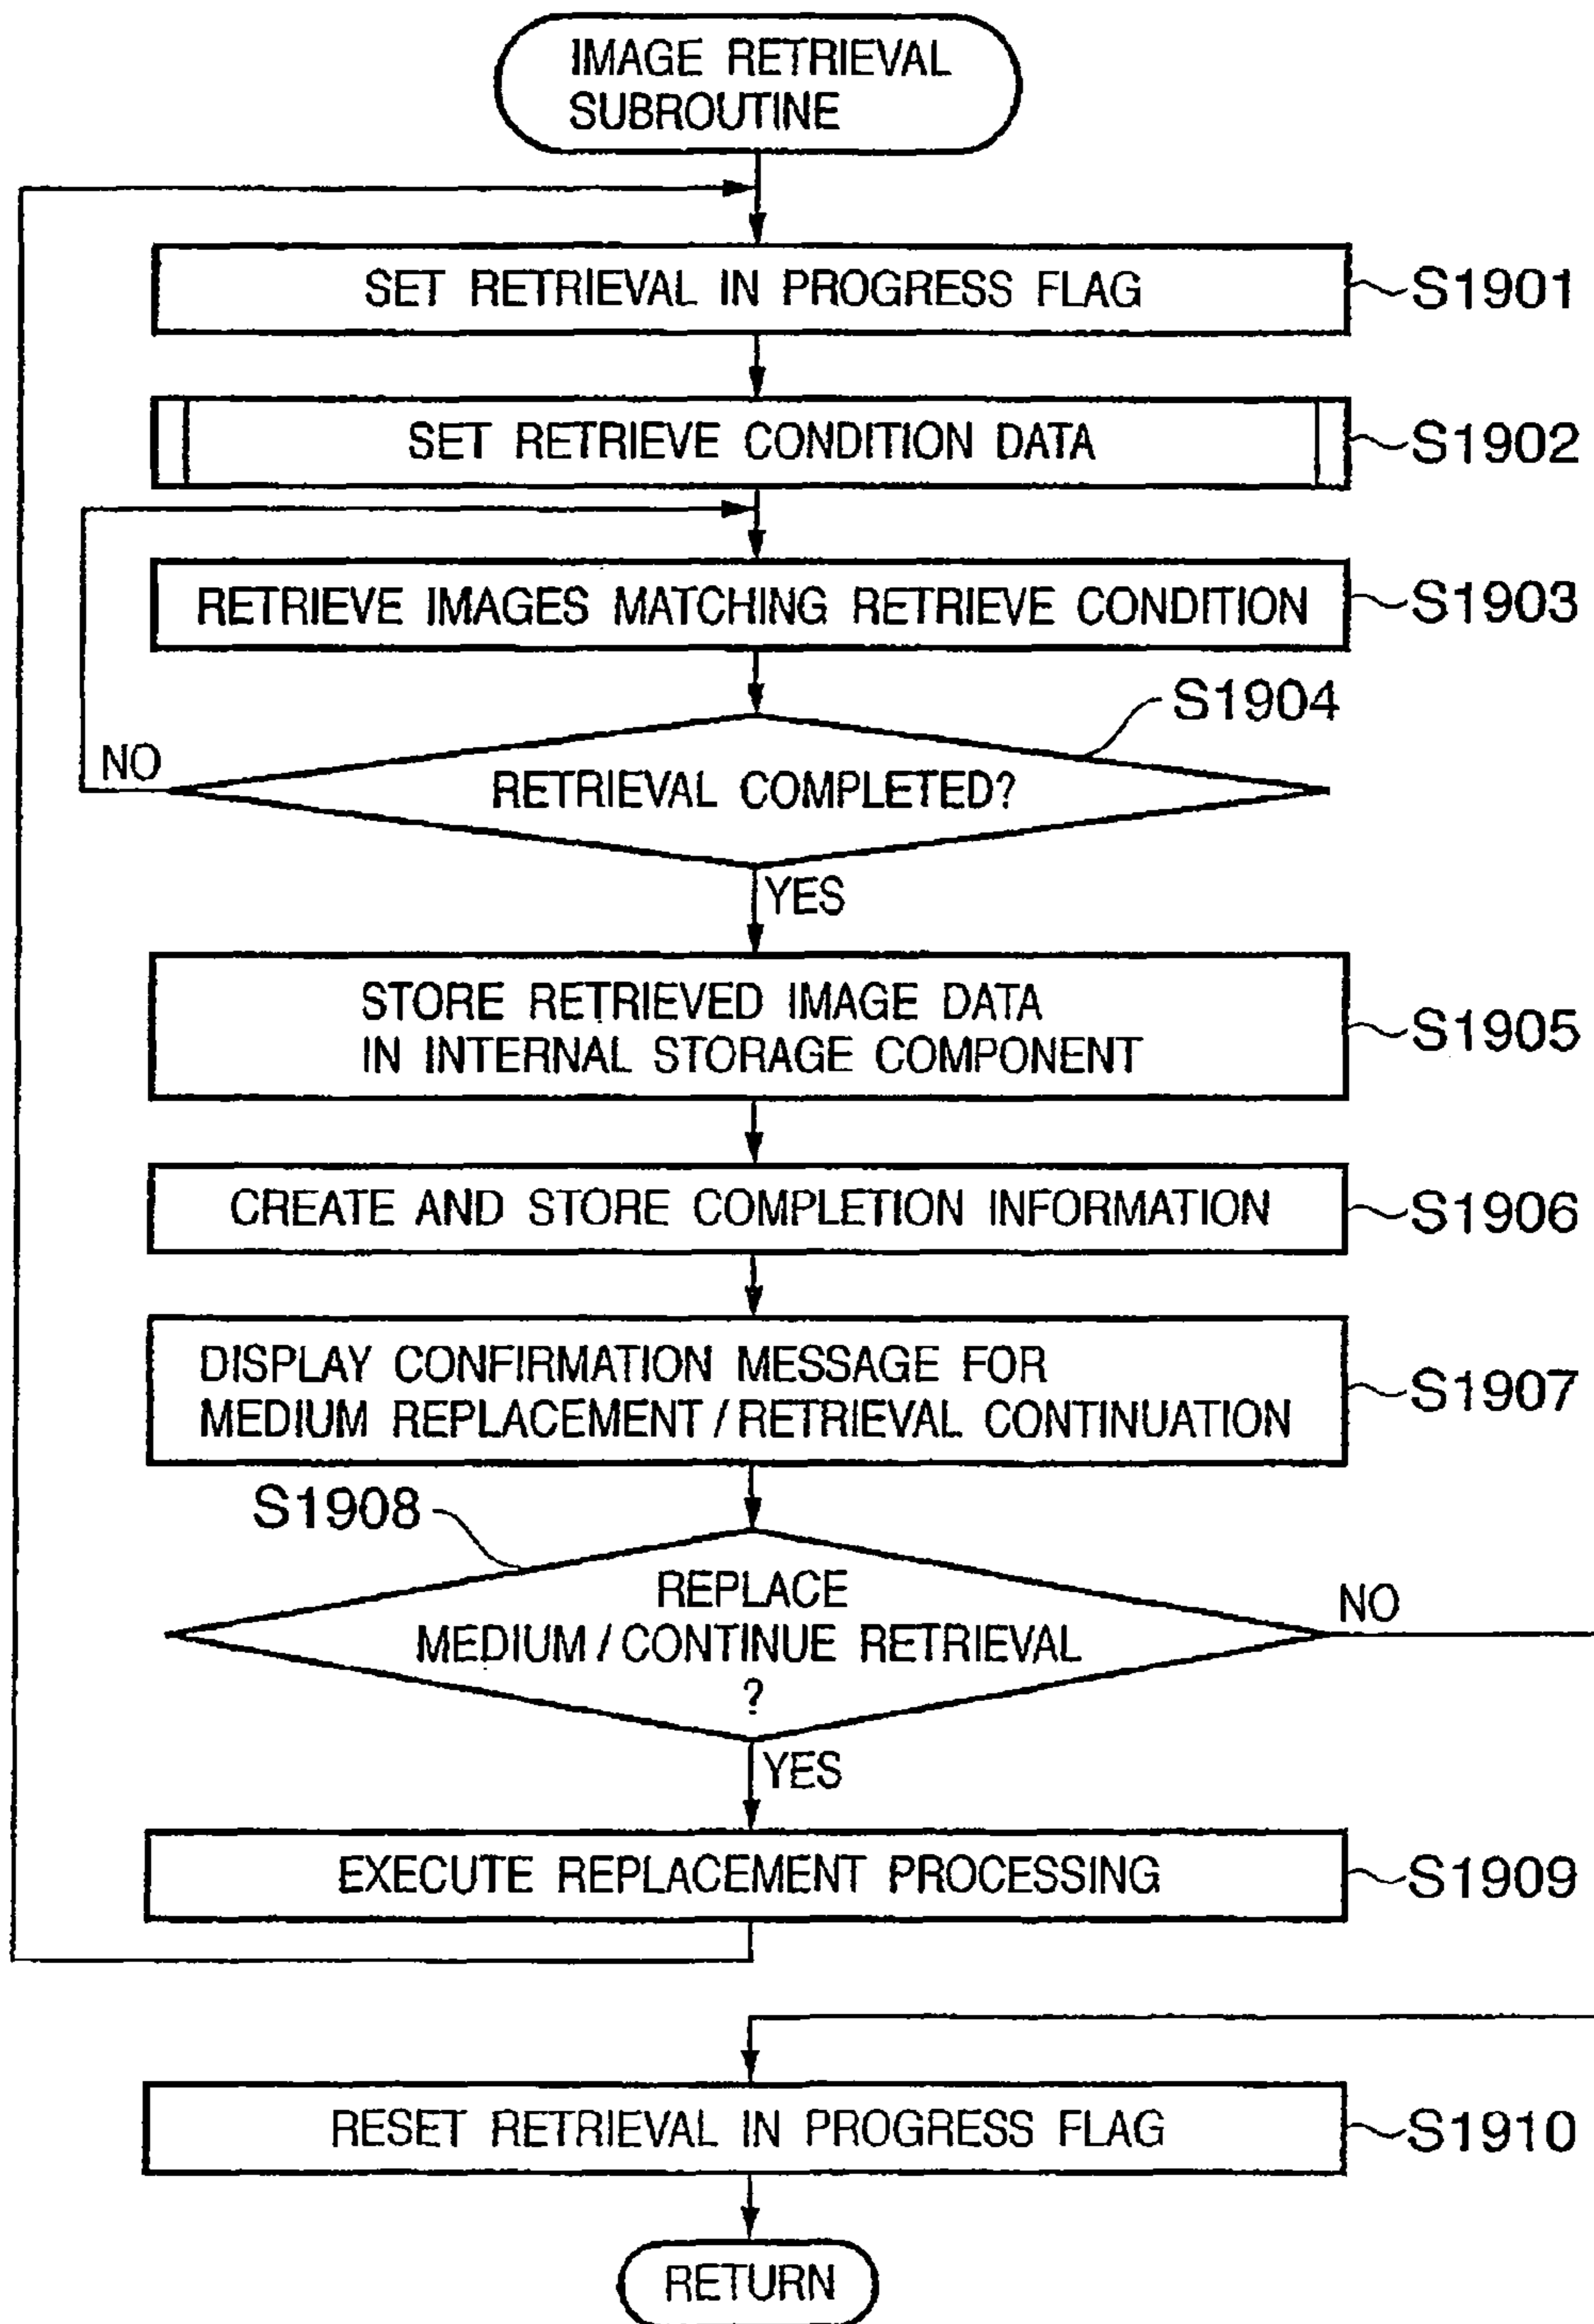 IMAGE RETRIEVAL
SUBROUTINE
SET RETRIEVAL IN PROGRESS FLAG
S1901
SET RETRIEVE CONDITION DATA
S1902
RETRIEVE IMAGES MATCHING RETRIEVE CONDITION
S1903
S1904
NO
RETRIEVAL COMPLETED?
YES
STORE RETRIEVED IMAGE DATA
IN INTERNAL STORAGE COMPONENT
S1905
CREATE AND STORE COMPLETION INFORMATION
S1906
DISPLAY CONFIRMATION MESSAGE FOR
MEDIUM REPLACEMENT / RETRIEVAL CONTINUATION
S1907
S1908
REPLACE
MEDIUM / CONTINUE RETRIEVAL
?
NO
YES
EXECUTE REPLACEMENT PROCESSING
S1909
RESET RETRIEVAL IN PROGRESS FLAG
S1910
RETURN